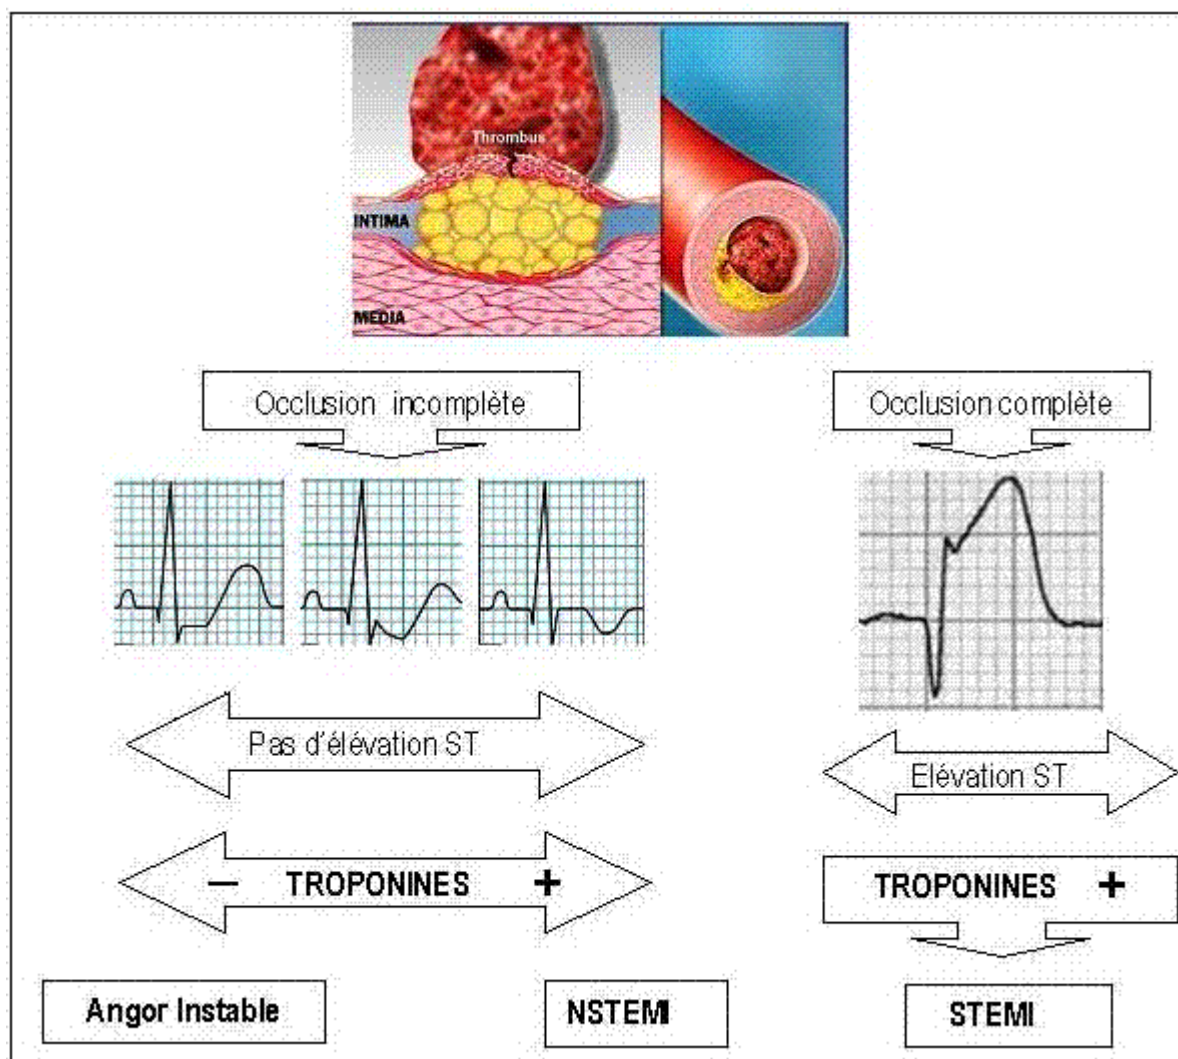 Thrombus
INTIMA
MEDIA
Occlusion incomplète
Occlusion complète
Pas d'élévation ST
Elévation ST
– TROPONINES +
TROPONINES +
Angor Instable
NSTEMI
STEMI